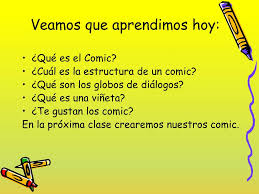 Veamos que aprendimos hoy:
• ¿Qué es el Comic?
• ¿Cuál es la estructura de un comic?
• ¿Qué son los globos de diálogos?
• ¿Qué es una viñeta?
• ¿Te gustan los comic?
En la próxima clase crearemos nuestros comic.